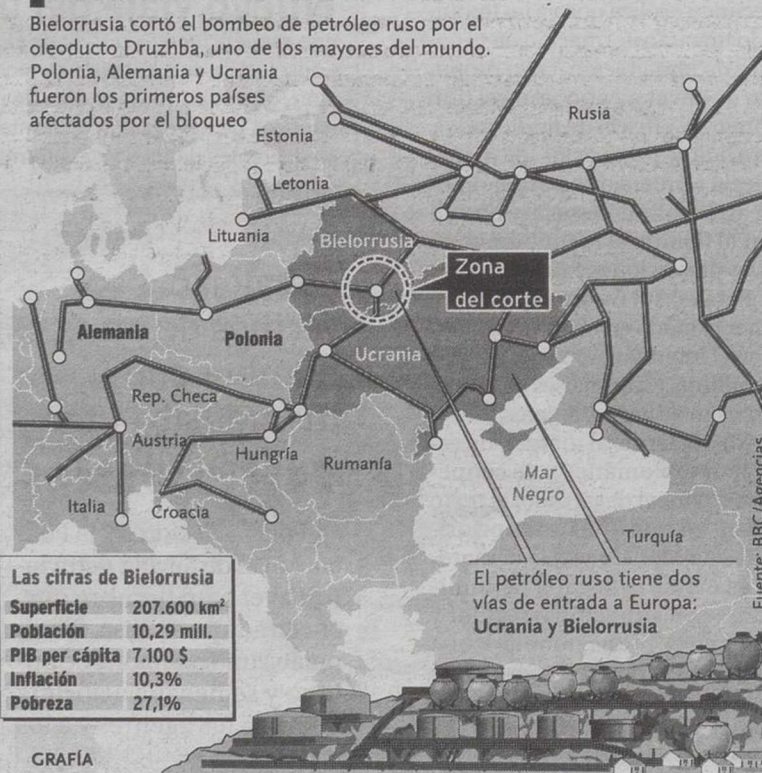 Bielorrusia cortó el bombeo de petróleo ruso por el
oleoducto Druzhba, uno de los mayores del mundo.
Polonia, Alemania y Ucrania
fueron los primeros países
afectados por el bloqueo
Rusia
Estonia
Letonia
Lituania
Bielorrusia
Zona
del corte
Alemania
Polonia
Ucrania
Rep. Checa
Austria
Hungría
Rumanía
Mar
Negro
Italia
Croacia
Turquía
Fuente: BBC/Agencias
El petróleo ruso tiene dos
vías de entrada a Europa:
Ucrania y Bielorrusia
Las cifras de Bielorrusia
Superficie 207.600 km²
Población 10,29 mill.
PIB per cápita 7.100 $
Inflación 10,3%
Pobreza 27,1%
GRAFÍA